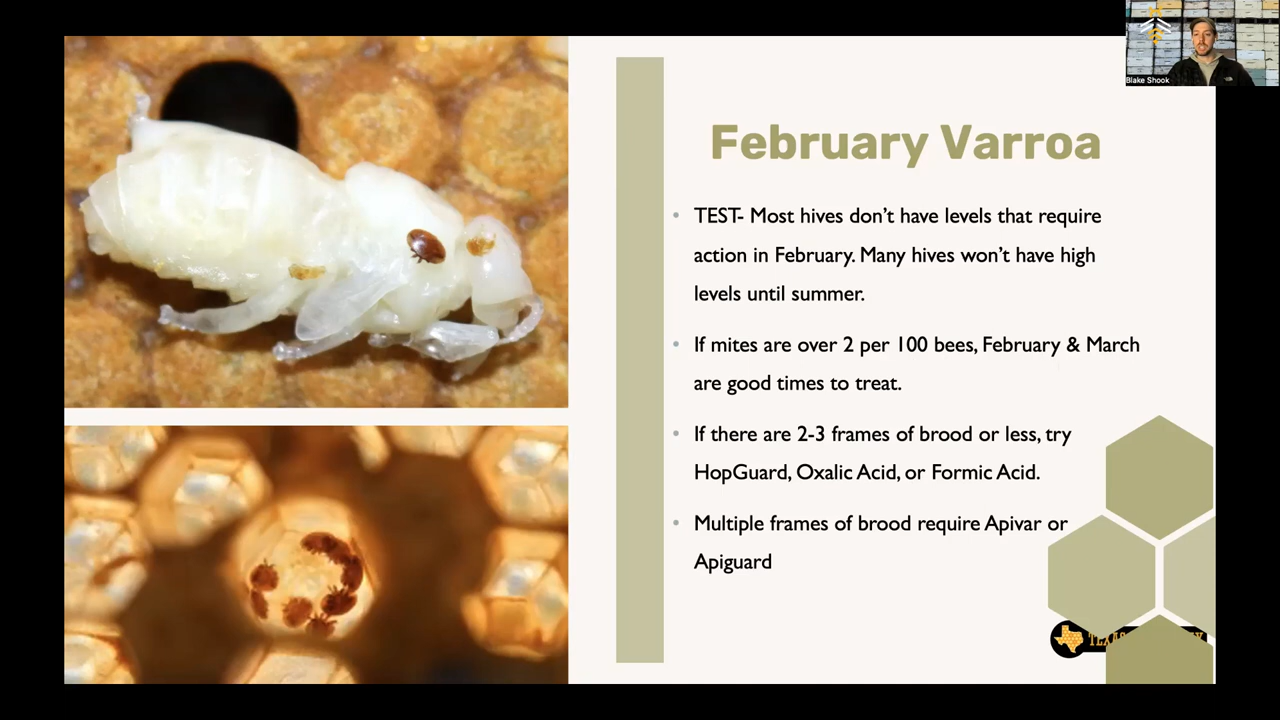 Blake Shook
February Varroa
• TEST- Most hives don’t have levels that require
action in February. Many hives won’t have high
levels until summer.
• If mites are over 2 per 100 bees, February & March
are good times to treat.
• If there are 2-3 frames of brood or less, try
HopGuard, Oxalic Acid, or Formic Acid.
• Multiple frames of brood require Apivar or
Apiguard